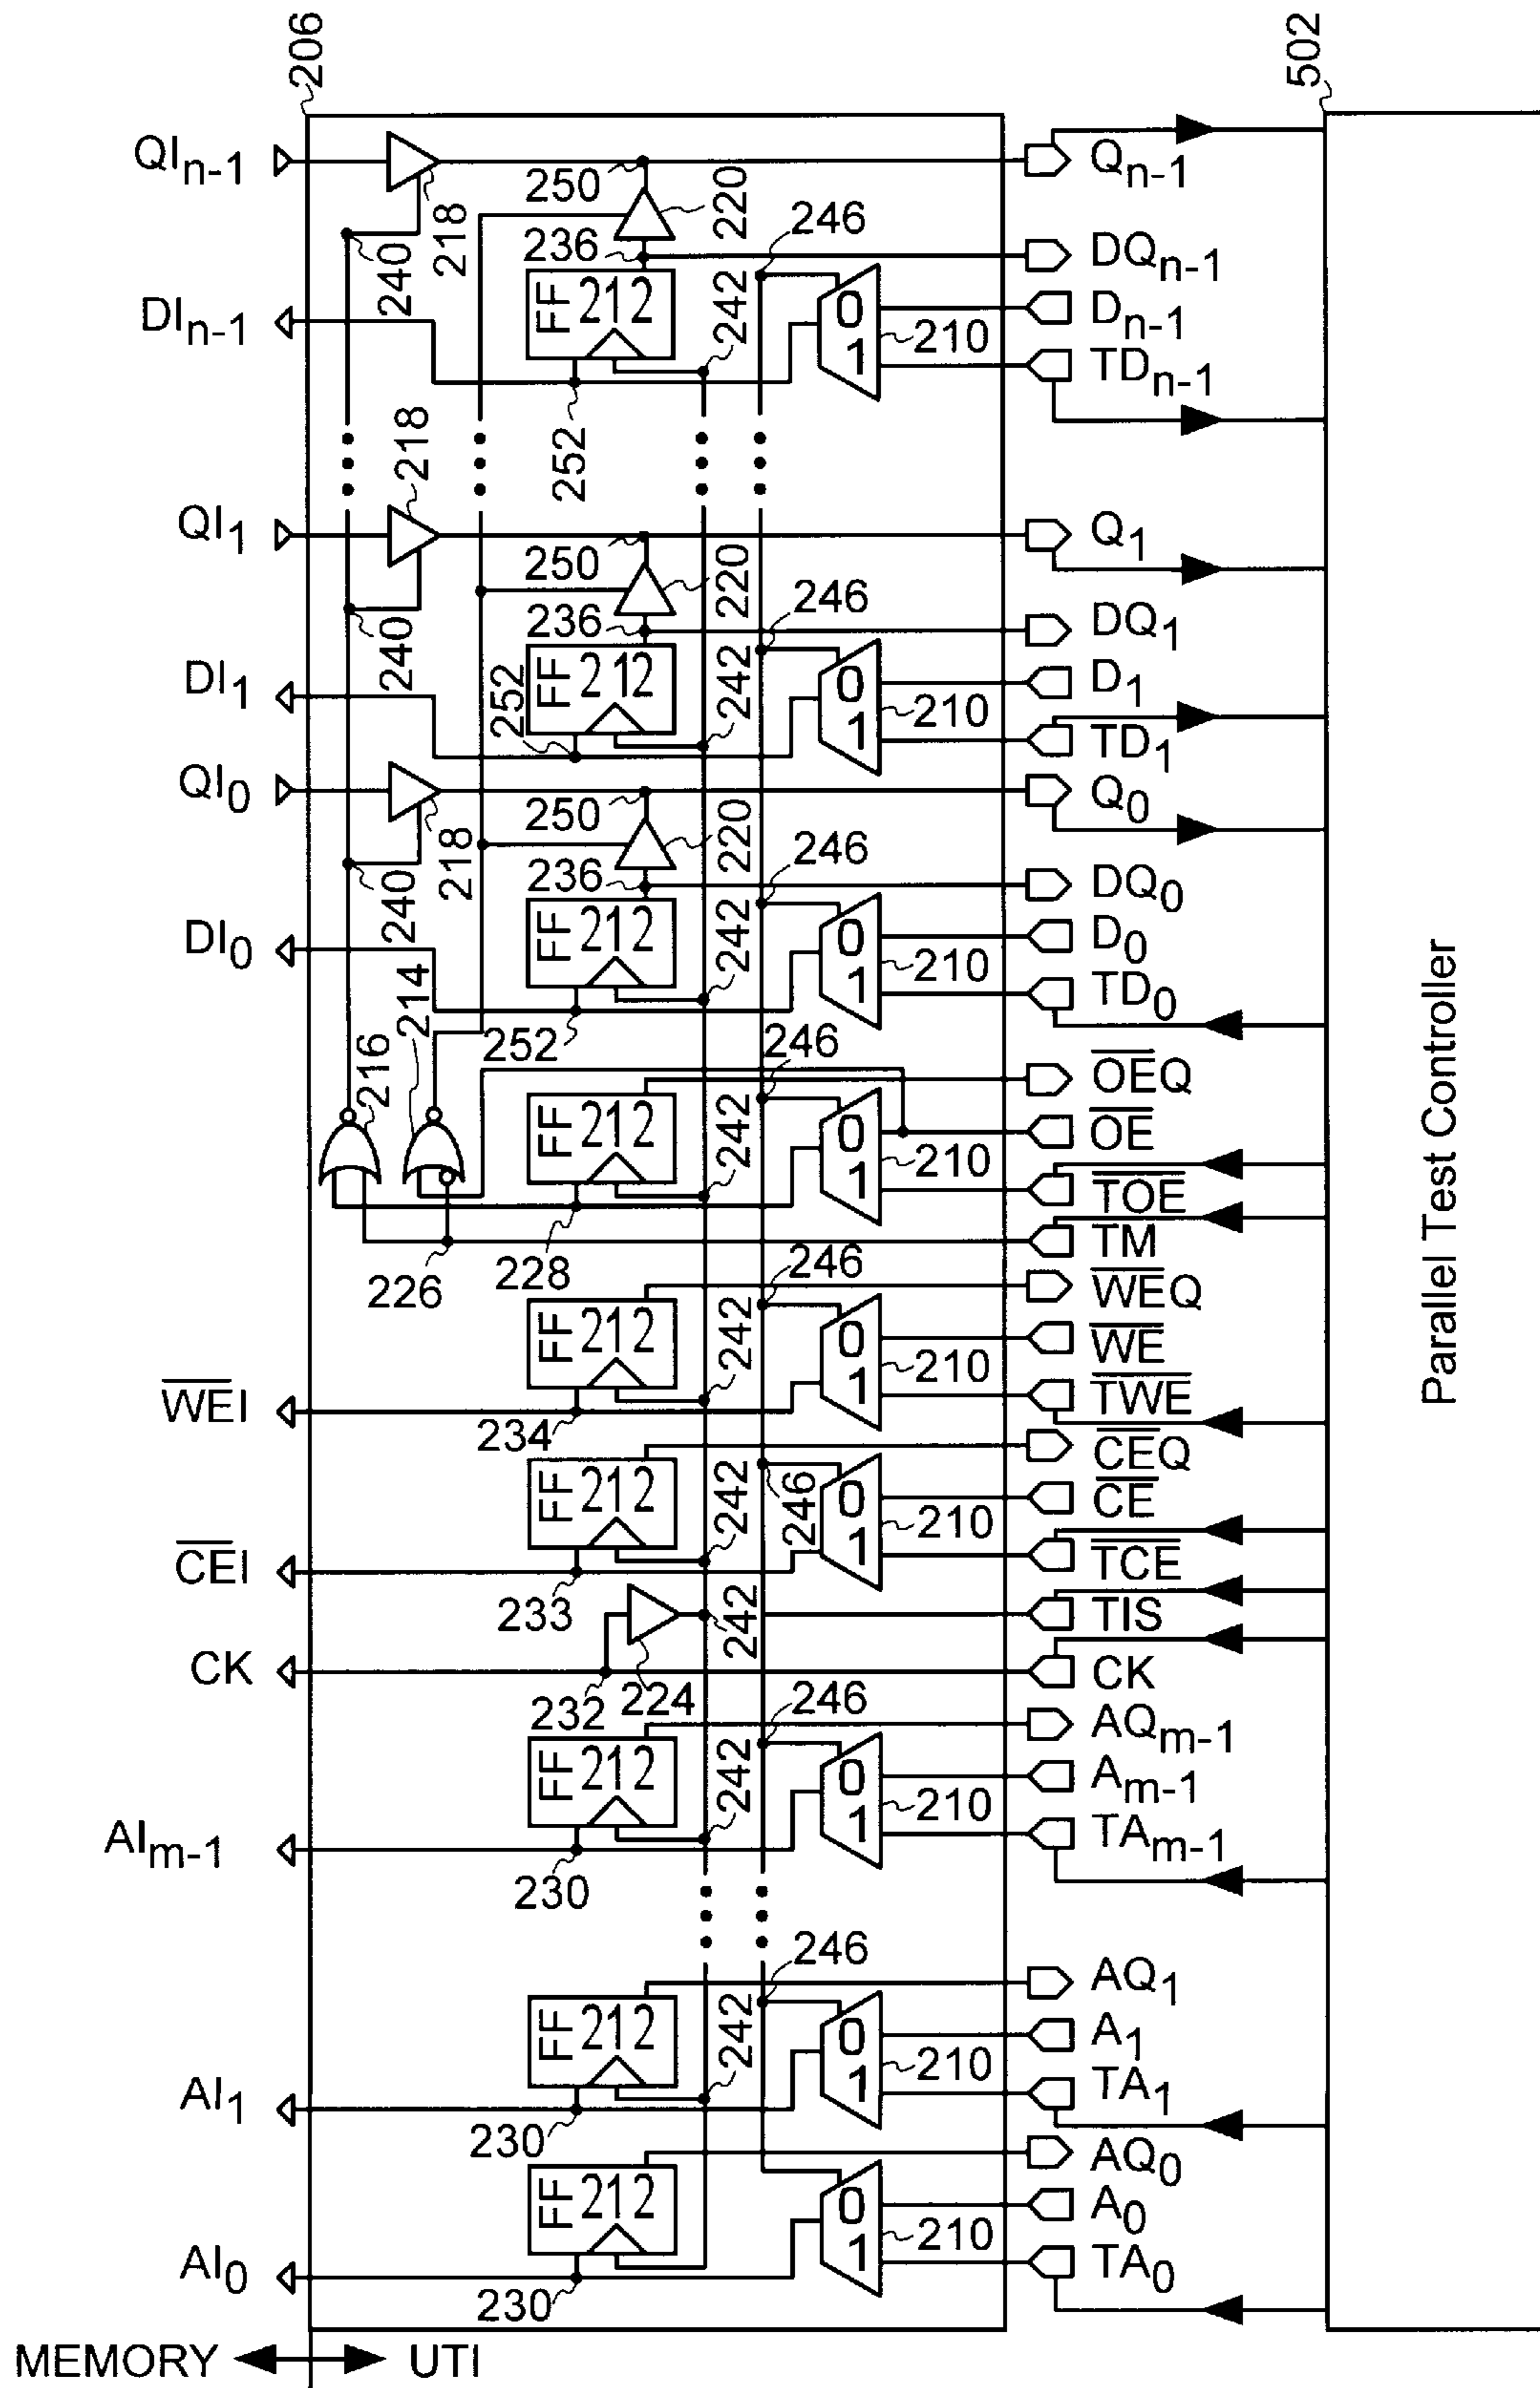 206
502
QIn-1
250
220
246
Qn-1
240
218
236
DQn-1
FF 212
242
0
Dn-1
DIn-1
1
210
TDn-1
252
218
QI1
250
220
246
Q1
240
236
DQ1
FF 212
242
0
D1
DI1
252
1
210
TD1
QI0
250
220
246
Q0
240
218
236
DQ0
FF 212
242
0
D0
DI0
1
210
TD0
214
252
216
246
OEQ
FF 212
242
0
OE
1
210
TOE
226
228
TM
246
WEQ
FF 212
242
0
WE
1
210
WEI
234
TWE
CEQ
FF 212
242
246
0
CE
1
210
CEI
233
TCE
242
TIS
CK
232
224
CK
246
AQm-1
FF 212
242
0
Am-1
1
210
AIm-1
230
TAm-1
246
AQ1
FF 212
242
0
A1
1
210
AI1
230
TA1
AQ0
FF 212
0
A0
1
210
AI0
230
TA0
Parallel Test Controller
MEMORY
UTI